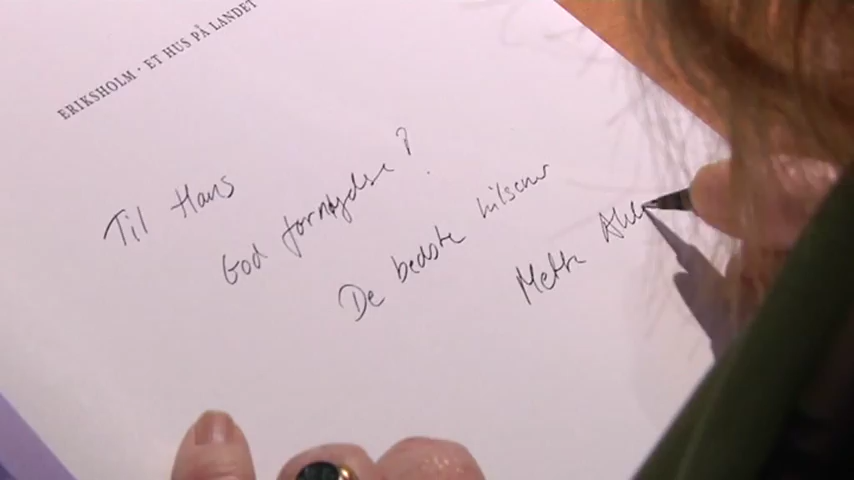 ERIKSHOLM · ET HUS PÅ LANDET
Til Hans
God fornøjelse!
De bedste hilsner
Mette